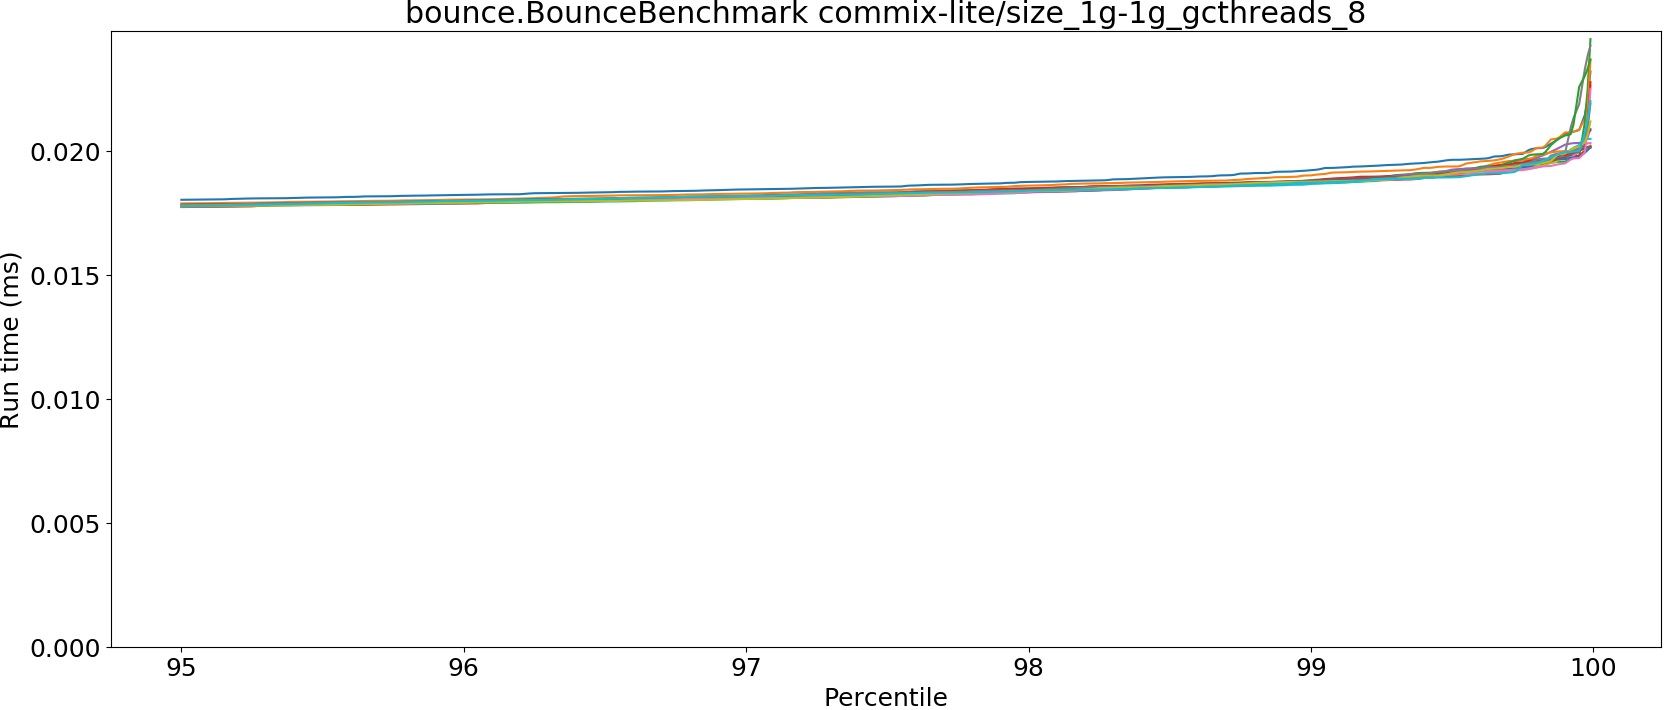 bounce.BounceBenchmark commix-lite/size_1g-1g_gcthreads_8
0.020
0.015
0.010
0.005
0.000
Run time (ms)
95 96 97 98 99 100
Percentile